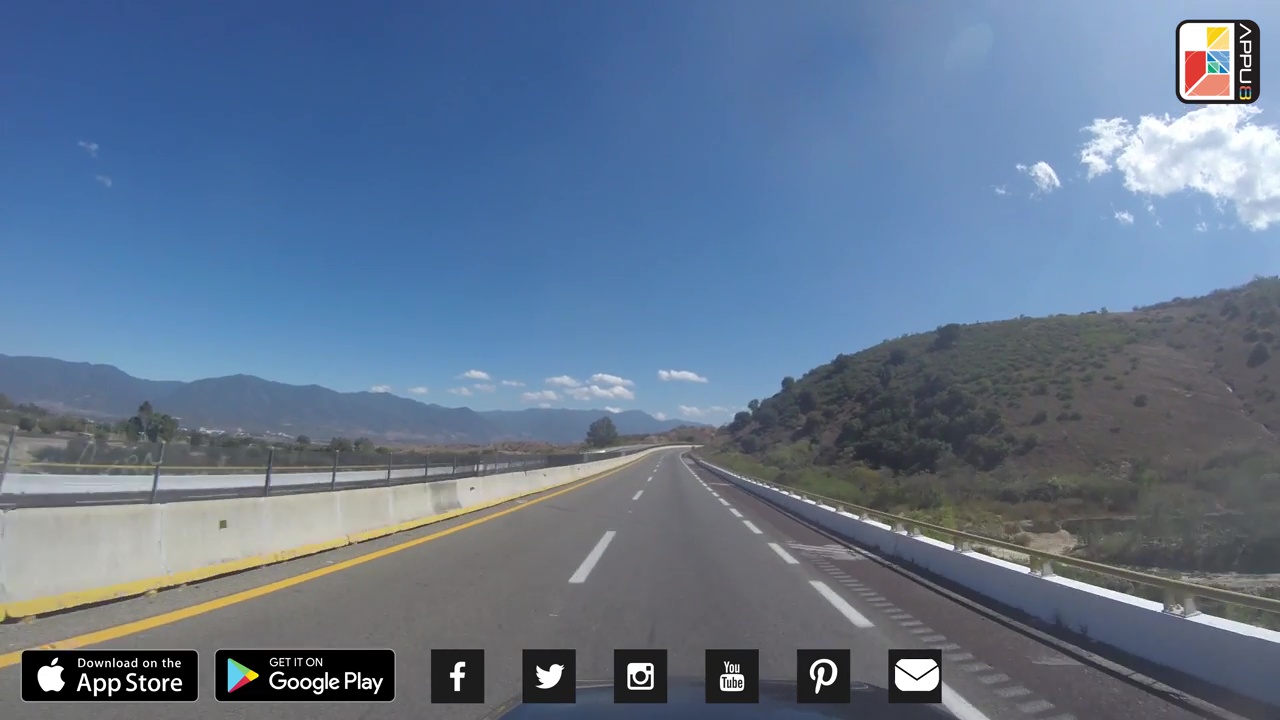 APPU8
Download on the
App Store
GET IT ON
Google Play
You
Tube